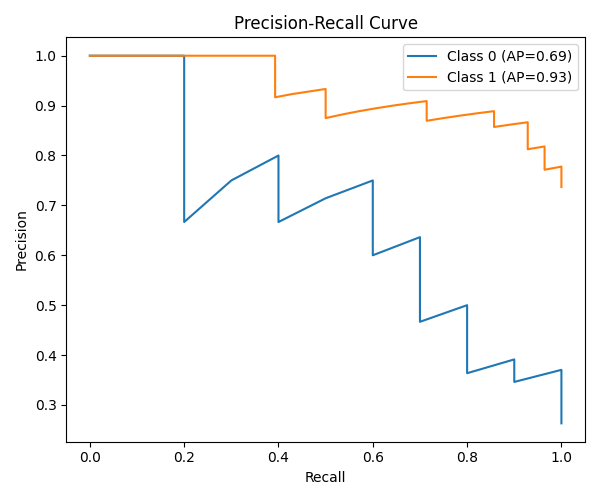 Precision-Recall Curve
Class 0 (AP=0.69)
Class 1 (AP=0.93)
Precision
1.0
0.9
0.8
0.7
0.6
0.5
0.4
0.3
0.0 0.2 0.4 0.6 0.8 1.0
Recall